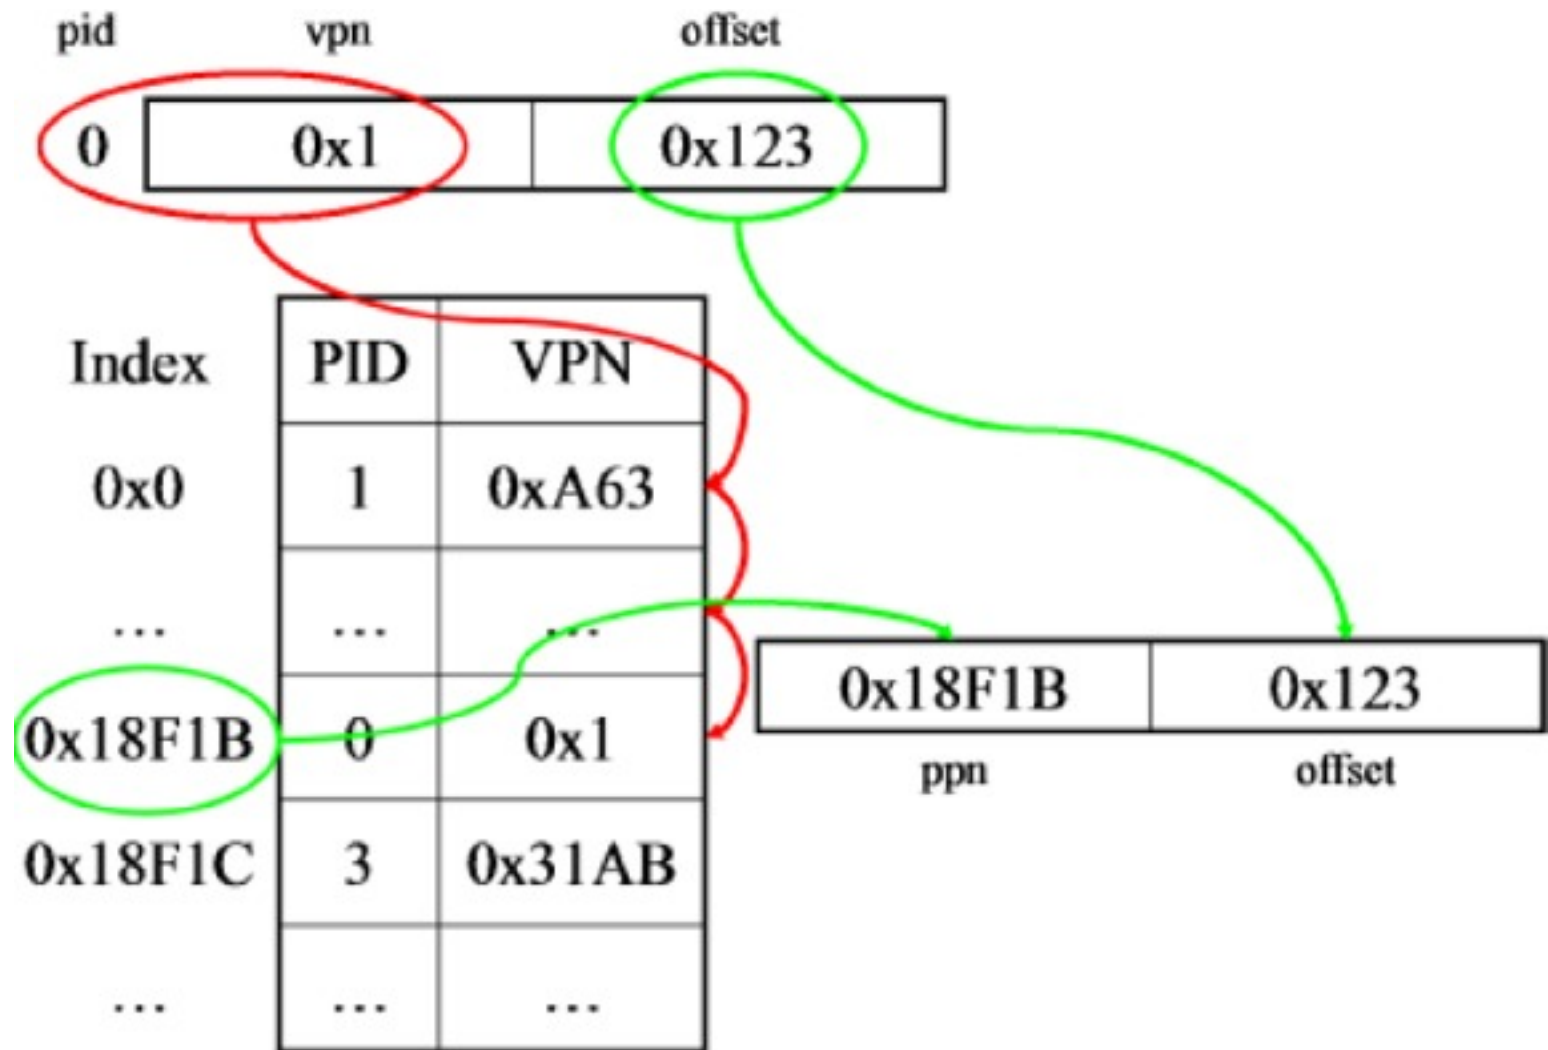 pid vpn offset
0 0x1 0x123
Index PID VPN
0x0 1 0xA63
... ... ...
0x18F1B 0 0x1
0x18F1B 0x123
ppn offset
0x18F1C 3 0x31AB
... ... ...